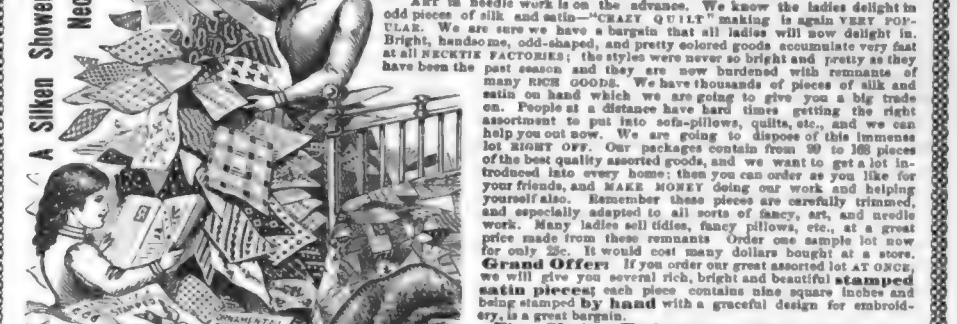 A Silken Shower
Nec
ART in needle work is on the advance. We know the ladies delight in
odd pieces of silk and satin—"CRAZY QUILT" making is again VERY POP-
ULAR. We are sure we have a bargain that all ladies will now delight in.
Bright, handsome, odd-shaped, and pretty colored goods accumulate very fast
at all NECKTIE FACTORIES; the styles were never so bright and pretty as they
have been the past season and they are now burdened with remnants of
many RICH GOODS. We have thousands of pieces of silk and
satin on hand which we are going to give you a big trade
on. People at a distance have hard times getting the right
assortment to put into sofa-pillows, quilts, etc., and we can
help you out now. We are going to dispose of this immense
lot RIGHT OFF. Our packages contain from 99 to 168 pieces
of the best quality assorted goods, and we want to get a lot in-
troduced into every home; then you can order as you like for
your friends, and MAKE MONEY doing our work and helping
yourself also. Remember these pieces are carefully trimmed,
and especially adapted to all sorts of fancy, art, and needle
work. Many ladies sell tidies, fancy pillows, etc., at a great
price made from these remnants Order one sample lot now
for only 25c. It would cost many dollars bought at a store.
Grand Offer: If you order our great assorted lot AT ONCE,
we will give you several rich, bright and beautiful stamped
satin pieces; each piece contains nine square inches and
being stamped by hand with a graceful design for embroid-
ery, is a great bargain.
ORNAMENTAL